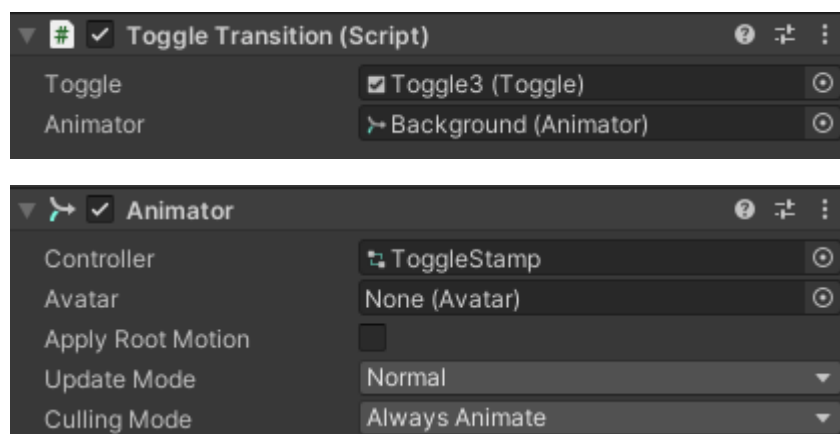 Toggle Transition (Script)
Toggle Toggle3 (Toggle)
Animator Background (Animator)
Animator
Controller ToggleStamp
Avatar None (Avatar)
Apply Root Motion
Update Mode Normal
Culling Mode Always Animate